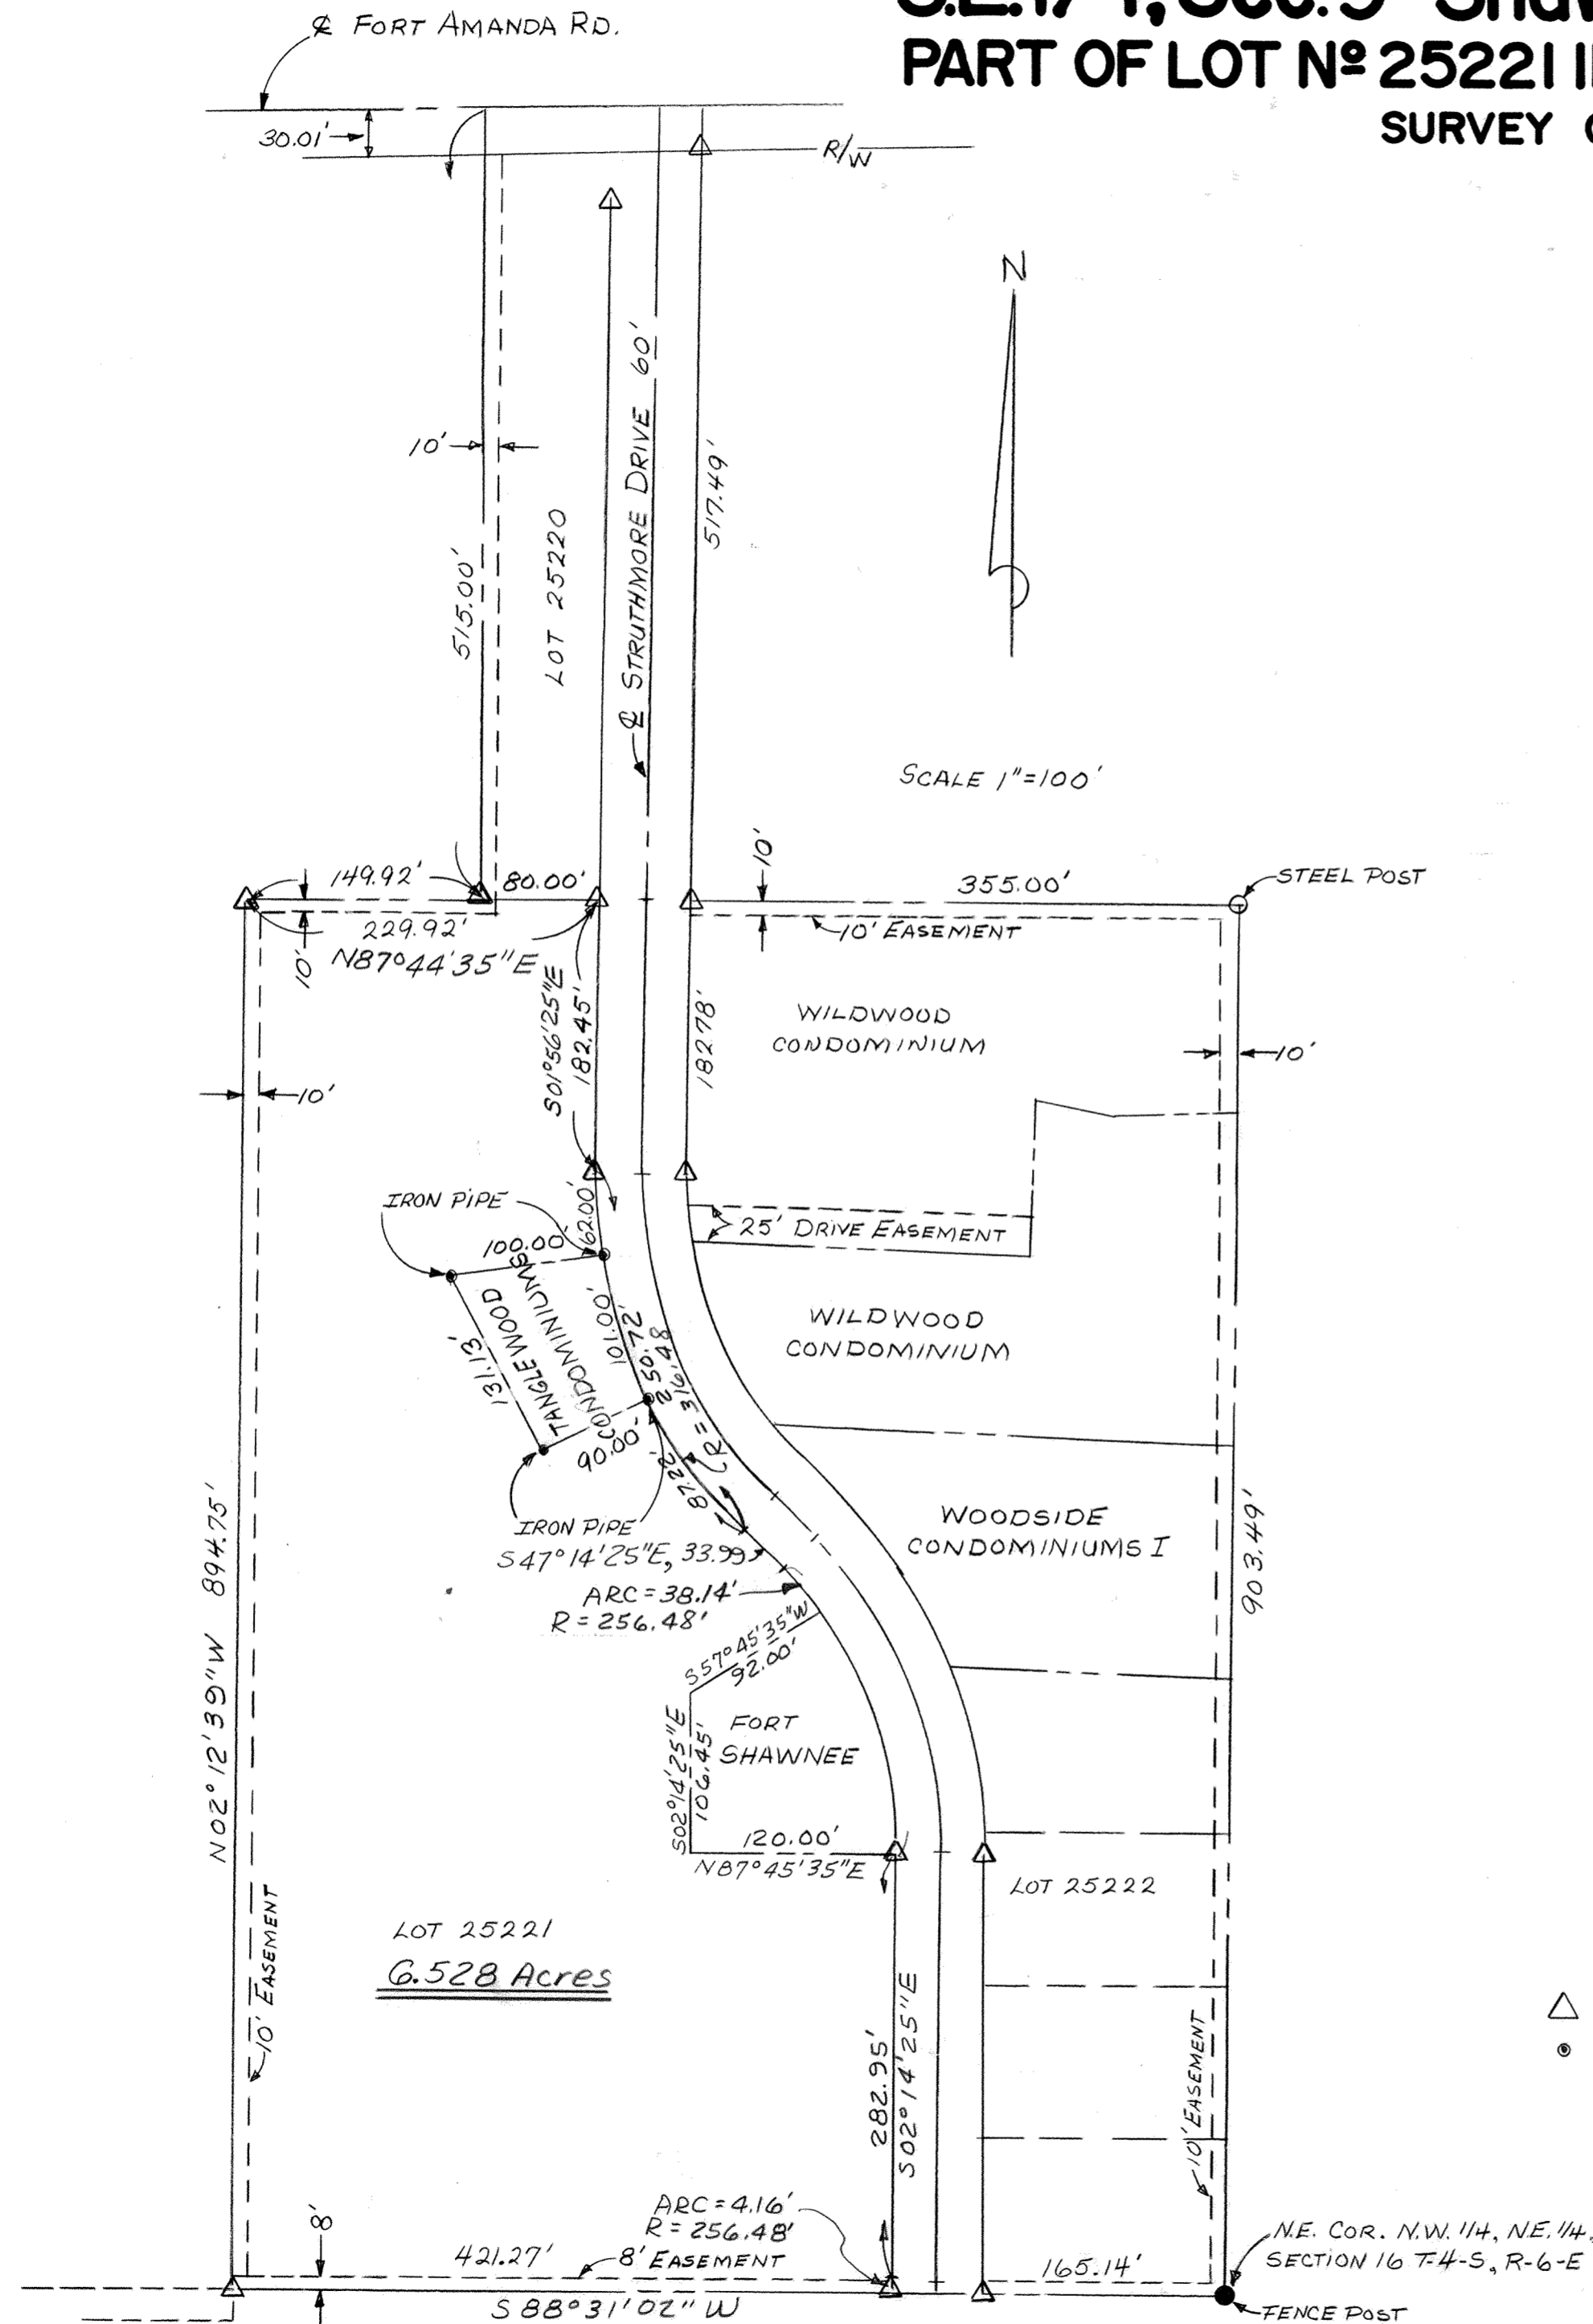 PART OF LOT Nº 25221
SURVEY
℄ FORT AMANDA RD.
30.01'
R/W
N
10'
515.00'
LOT 25220
℄ STRUTHMORE DRIVE 60'
517.49'
SCALE 1"=100'
149.92'
80.00'
10'
355.00'
STEEL POST
229.92'
N87°44'35"E
10'
10' EASEMENT
S01°56'25"E
182.45'
182.78'
WILDWOOD
CONDOMINIUM
10'
10'
IRON PIPE
62.00'
100.00'
25' DRIVE EASEMENT
TANGLEWOOD
CONDOMINIUMS
131.13'
101.00'
250.72'
(R=316.48
90.00'
87.22'
WILDWOOD
CONDOMINIUM
IRON PIPE
S47°14'25"E, 33.99'
ARC=38.14'
R=256.48'
WOODSIDE
CONDOMINIUMS I
903.49'
N02°12'39"W 894.75'
S57°45'35"W
92.00'
S02°14'25"E
106.45'
FORT
SHAWNEE
120.00'
N87°45'35"E
LOT 25222
LOT 25221
6.528 Acres
10' EASEMENT
282.95'
S02°14'25"E
10' EASEMENT
ARC=4.16'
R=256.48'
8'
421.27'
8' EASEMENT
165.14'
S88°31'02"W
N.E. COR. N.W. 1/4, N.E. 1/4,
SECTION 16 T-4-S, R-6-E
FENCE POST